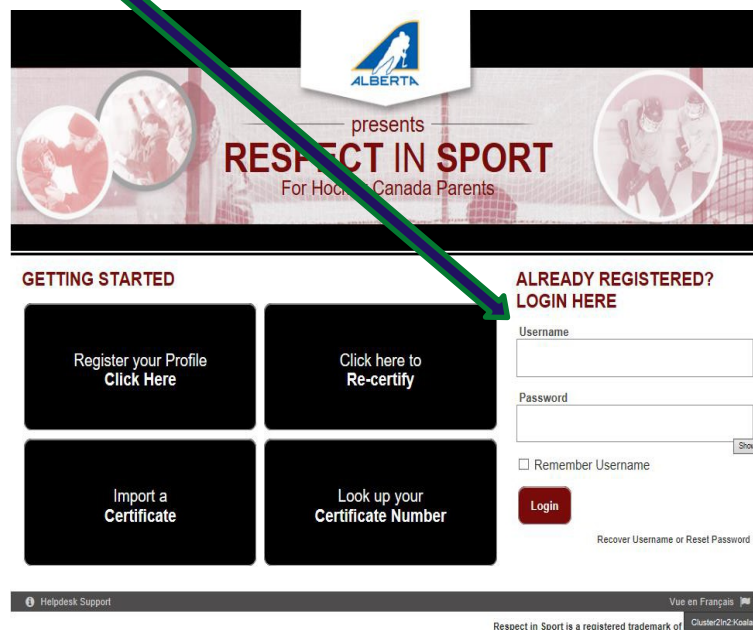 ALBERTA
presents
RESPECT IN SPORT
For Hockey Canada Parents
GETTING STARTED
Register your Profile
Click Here
Click here to
Re-certify
Import a
Certificate
Look up your
Certificate Number
ALREADY REGISTERED?
LOGIN HERE
Username
Password
Remember Username
Login
Recover Username or Reset Password
Helpdesk Support
Vue en Français
Respect in Sport is a registered trademark of